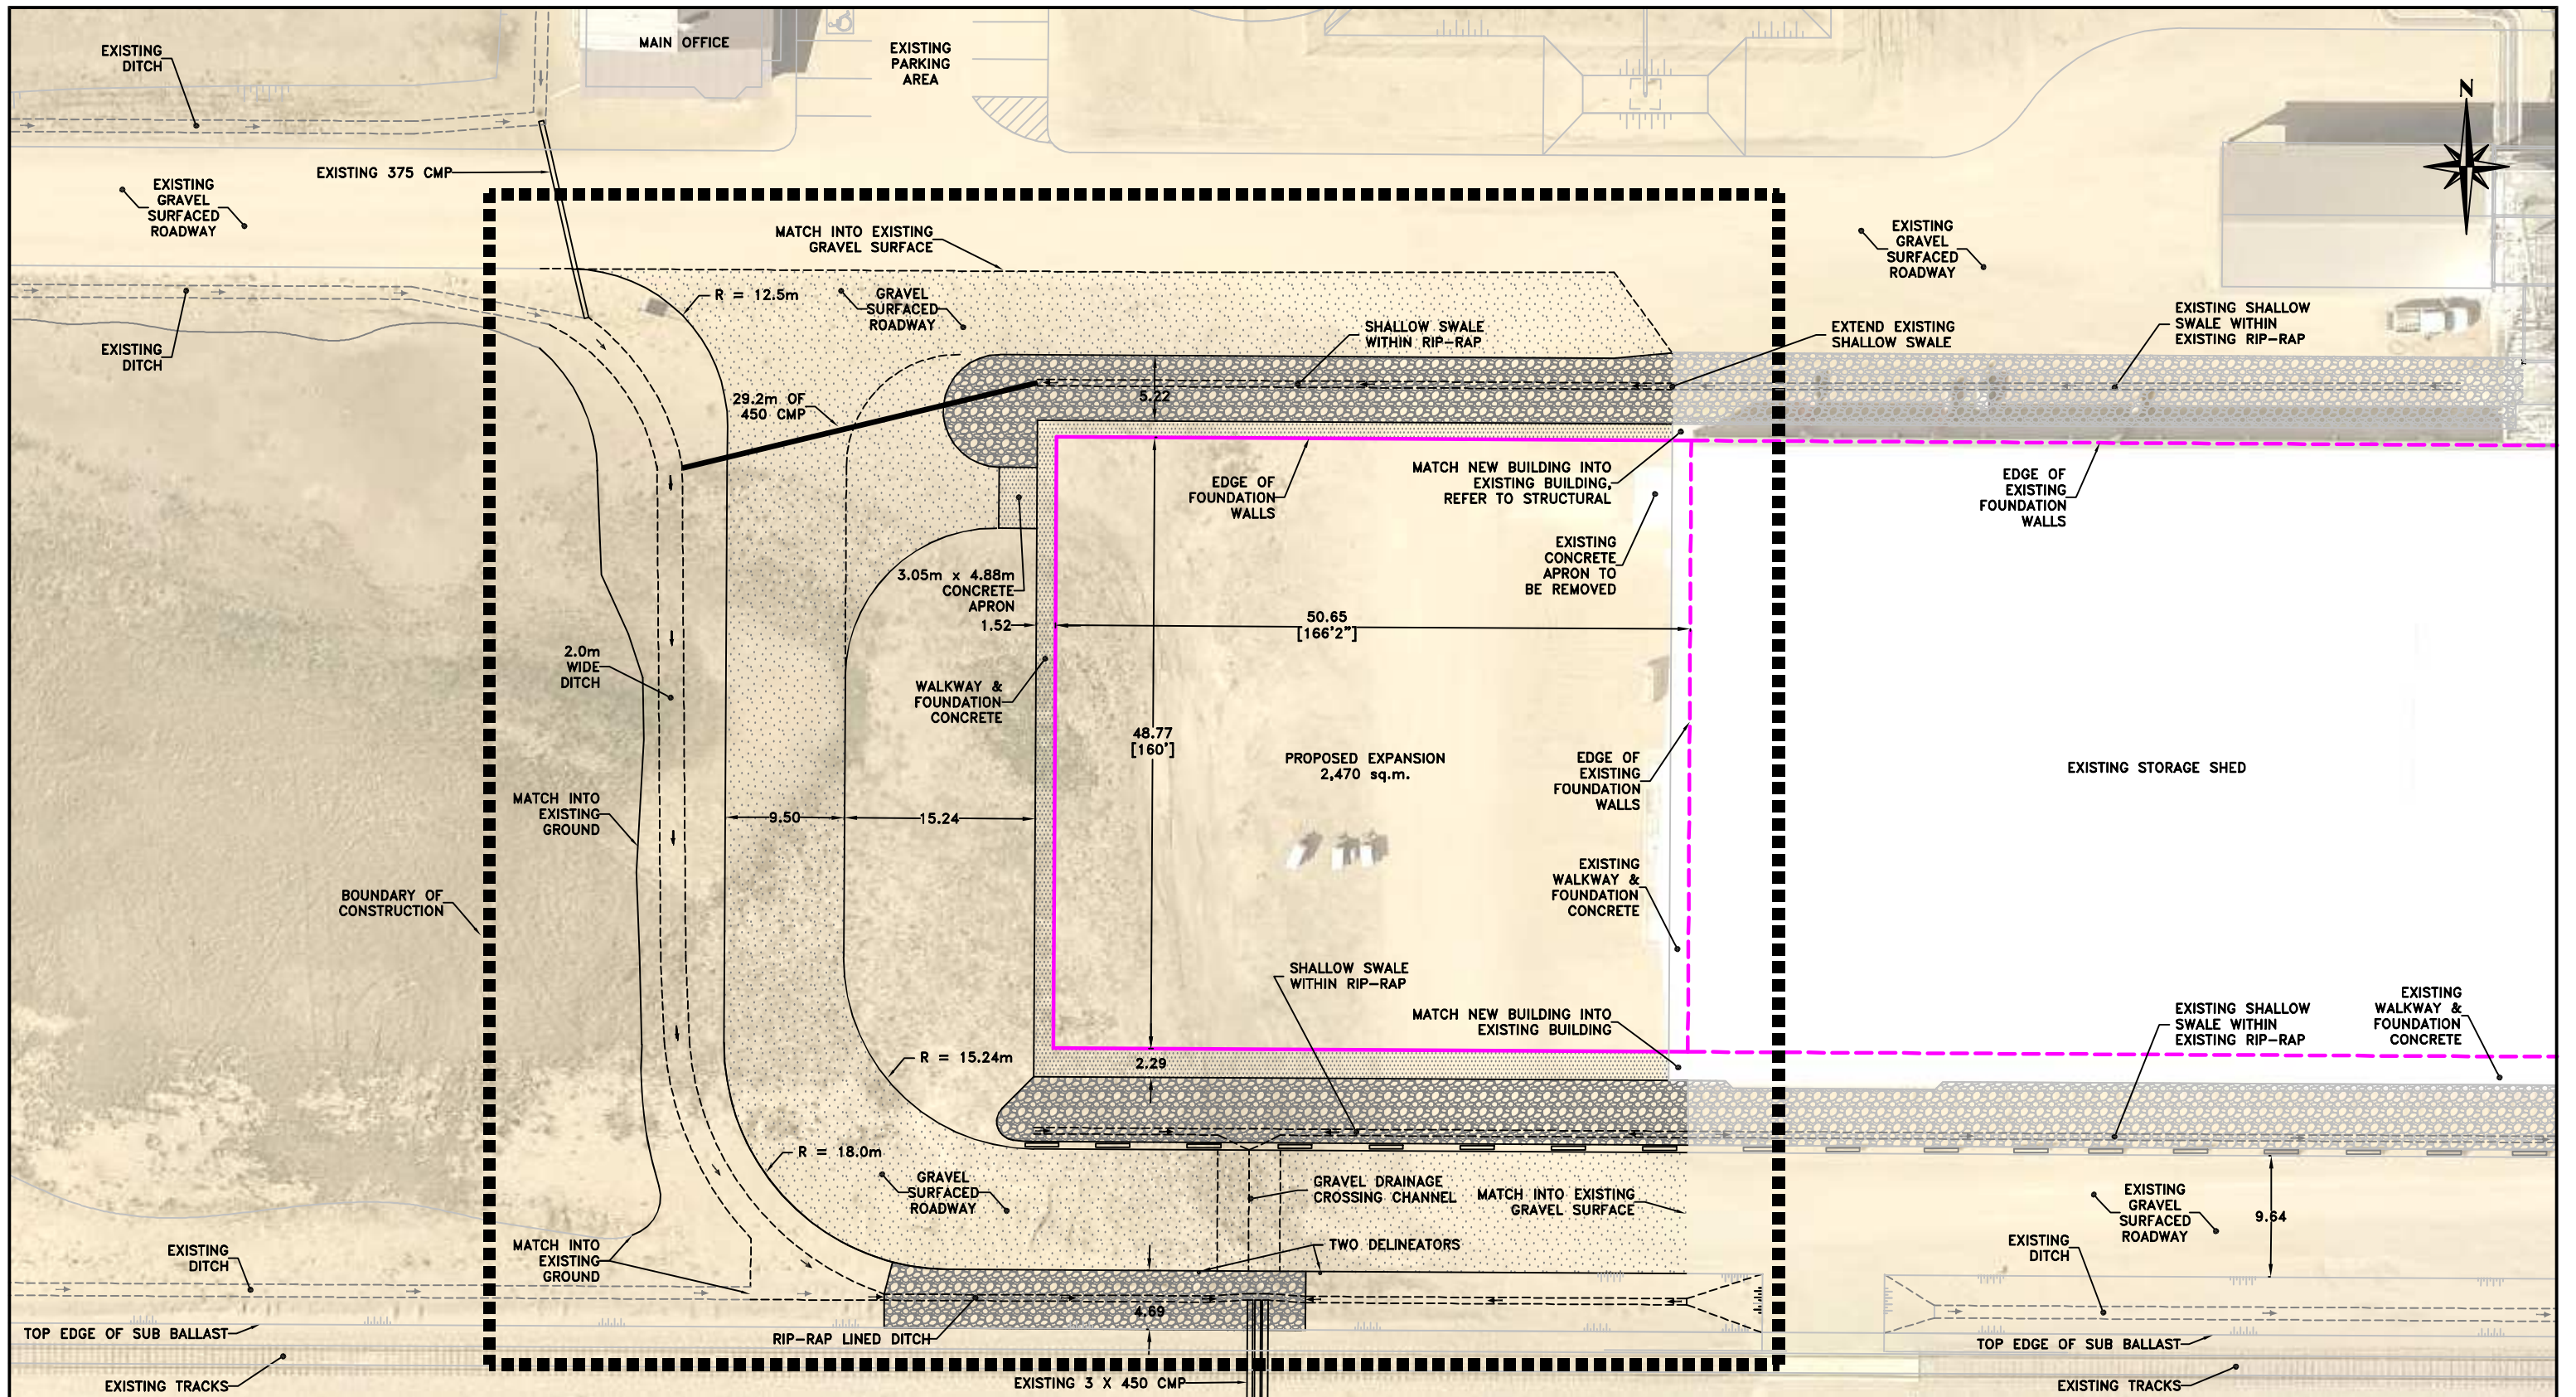 EXISTING
DITCH
MAIN OFFICE
EXISTING
PARKING
AREA
N
EXISTING 375 CMP
EXISTING
GRAVEL
SURFACED
ROADWAY
MATCH INTO EXISTING
GRAVEL SURFACE
EXISTING
GRAVEL
SURFACED
ROADWAY
R = 12.5m
GRAVEL
SURFACED
ROADWAY
SHALLOW SWALE
WITHIN RIP-RAP
EXTEND EXISTING
SHALLOW SWALE
EXISTING SHALLOW
SWALE WITHIN
EXISTING RIP-RAP
EXISTING
DITCH
29.2m OF
450 CMP
5.22
EDGE OF
FOUNDATION
WALLS
MATCH NEW BUILDING INTO
EXISTING BUILDING,
REFER TO STRUCTURAL
EDGE OF
EXISTING
FOUNDATION
WALLS
EXISTING
CONCRETE
APRON TO
BE REMOVED
3.05m x 4.88m
CONCRETE
APRON
1.52
50.65
[166'2"]
2.0m
WIDE
DITCH
WALKWAY &
FOUNDATION
CONCRETE
48.77
[160']
PROPOSED EXPANSION
2,470 sq.m.
EDGE OF
EXISTING
FOUNDATION
WALLS
EXISTING STORAGE SHED
MATCH INTO
EXISTING
GROUND
9.50
15.24
BOUNDARY OF
CONSTRUCTION
EXISTING
WALKWAY &
FOUNDATION
CONCRETE
SHALLOW SWALE
WITHIN RIP-RAP
MATCH NEW BUILDING INTO
EXISTING BUILDING
EXISTING SHALLOW
SWALE WITHIN
EXISTING RIP-RAP
EXISTING
WALKWAY &
FOUNDATION
CONCRETE
R = 15.24m
2.29
R = 18.0m
GRAVEL
SURFACED
ROADWAY
GRAVEL DRAINAGE
CROSSING CHANNEL
MATCH INTO EXISTING
GRAVEL SURFACE
EXISTING
GRAVEL
SURFACED
ROADWAY
9.64
EXISTING
DITCH
MATCH INTO
EXISTING
GROUND
TWO DELINEATORS
EXISTING
DITCH
4.69
TOP EDGE OF SUB BALLAST
RIP-RAP LINED DITCH
TOP EDGE OF SUB BALLAST
EXISTING TRACKS
EXISTING 3 X 450 CMP
EXISTING TRACKS